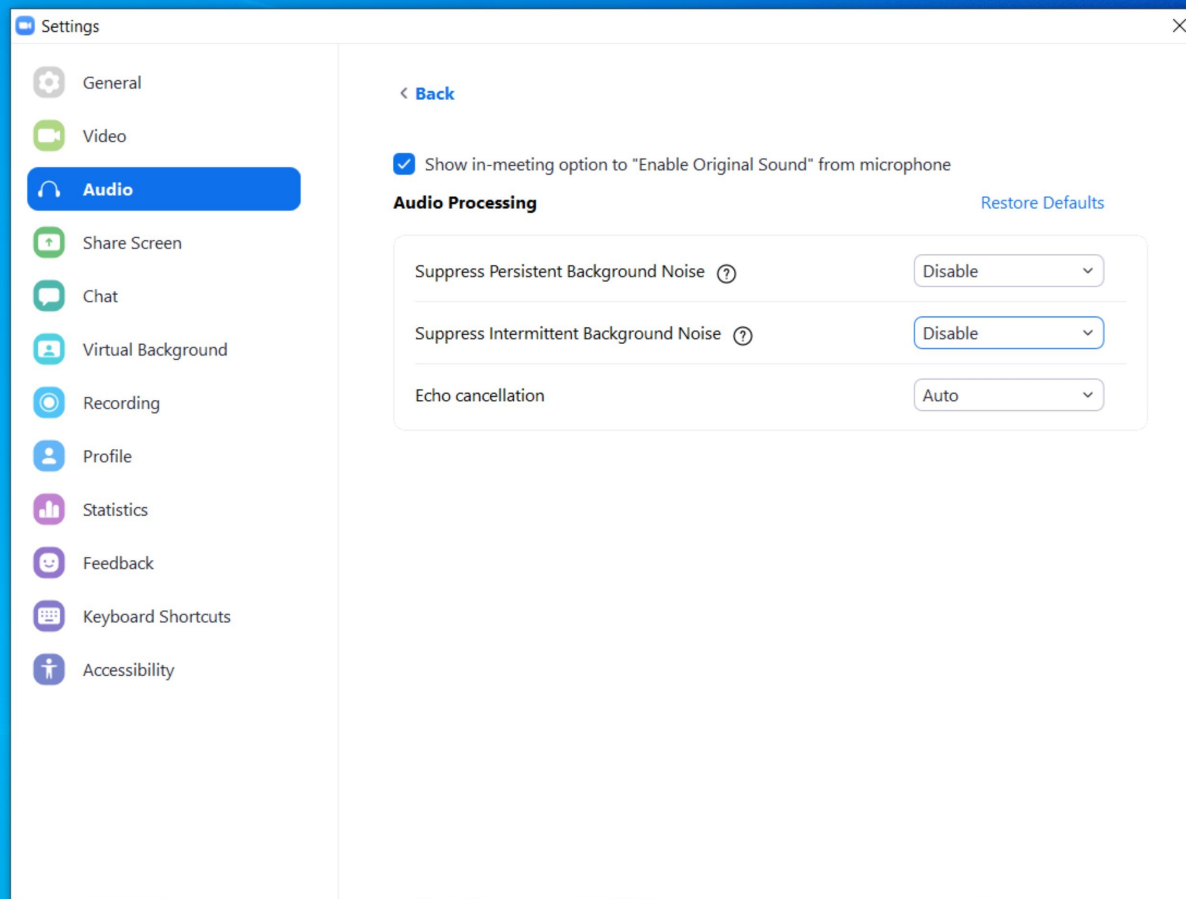 Settings
General
Video
Audio
Share Screen
Chat
Virtual Background
Recording
Profile
Statistics
Feedback
Keyboard Shortcuts
Accessibility
Back
Show in-meeting option to "Enable Original Sound" from microphone
Audio Processing Restore Defaults
Suppress Persistent Background Noise ? Disable
Suppress Intermittent Background Noise ? Disable
Echo cancellation Auto